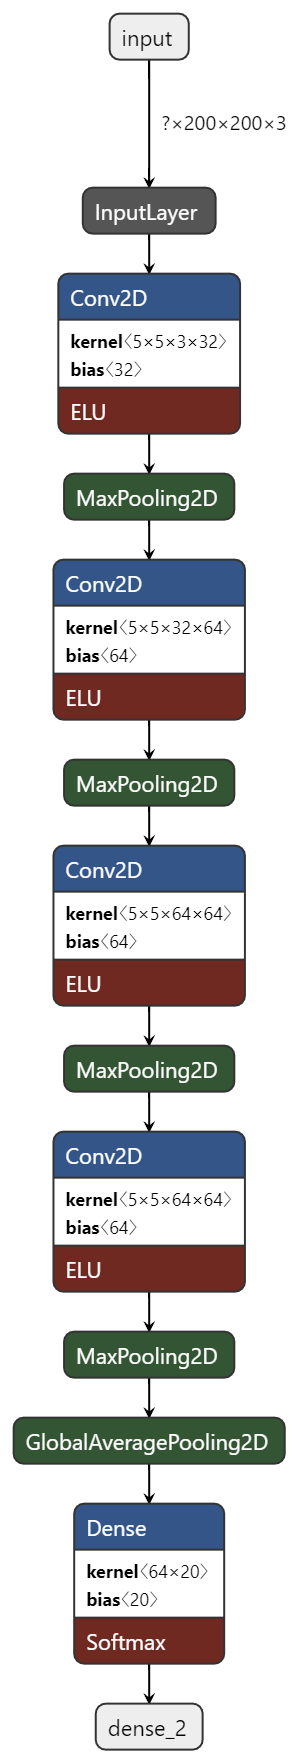 input
?×200×200×3
InputLayer
Conv2D
kernel〈5×5×3×32〉
bias〈32〉
ELU
MaxPooling2D
Conv2D
kernel〈5×5×32×64〉
bias〈64〉
ELU
MaxPooling2D
Conv2D
kernel〈5×5×64×64〉
bias〈64〉
ELU
MaxPooling2D
Conv2D
kernel〈5×5×64×64〉
bias〈64〉
ELU
MaxPooling2D
GlobalAveragePooling2D
Dense
kernel〈64×20〉
bias〈20〉
Softmax
dense_2